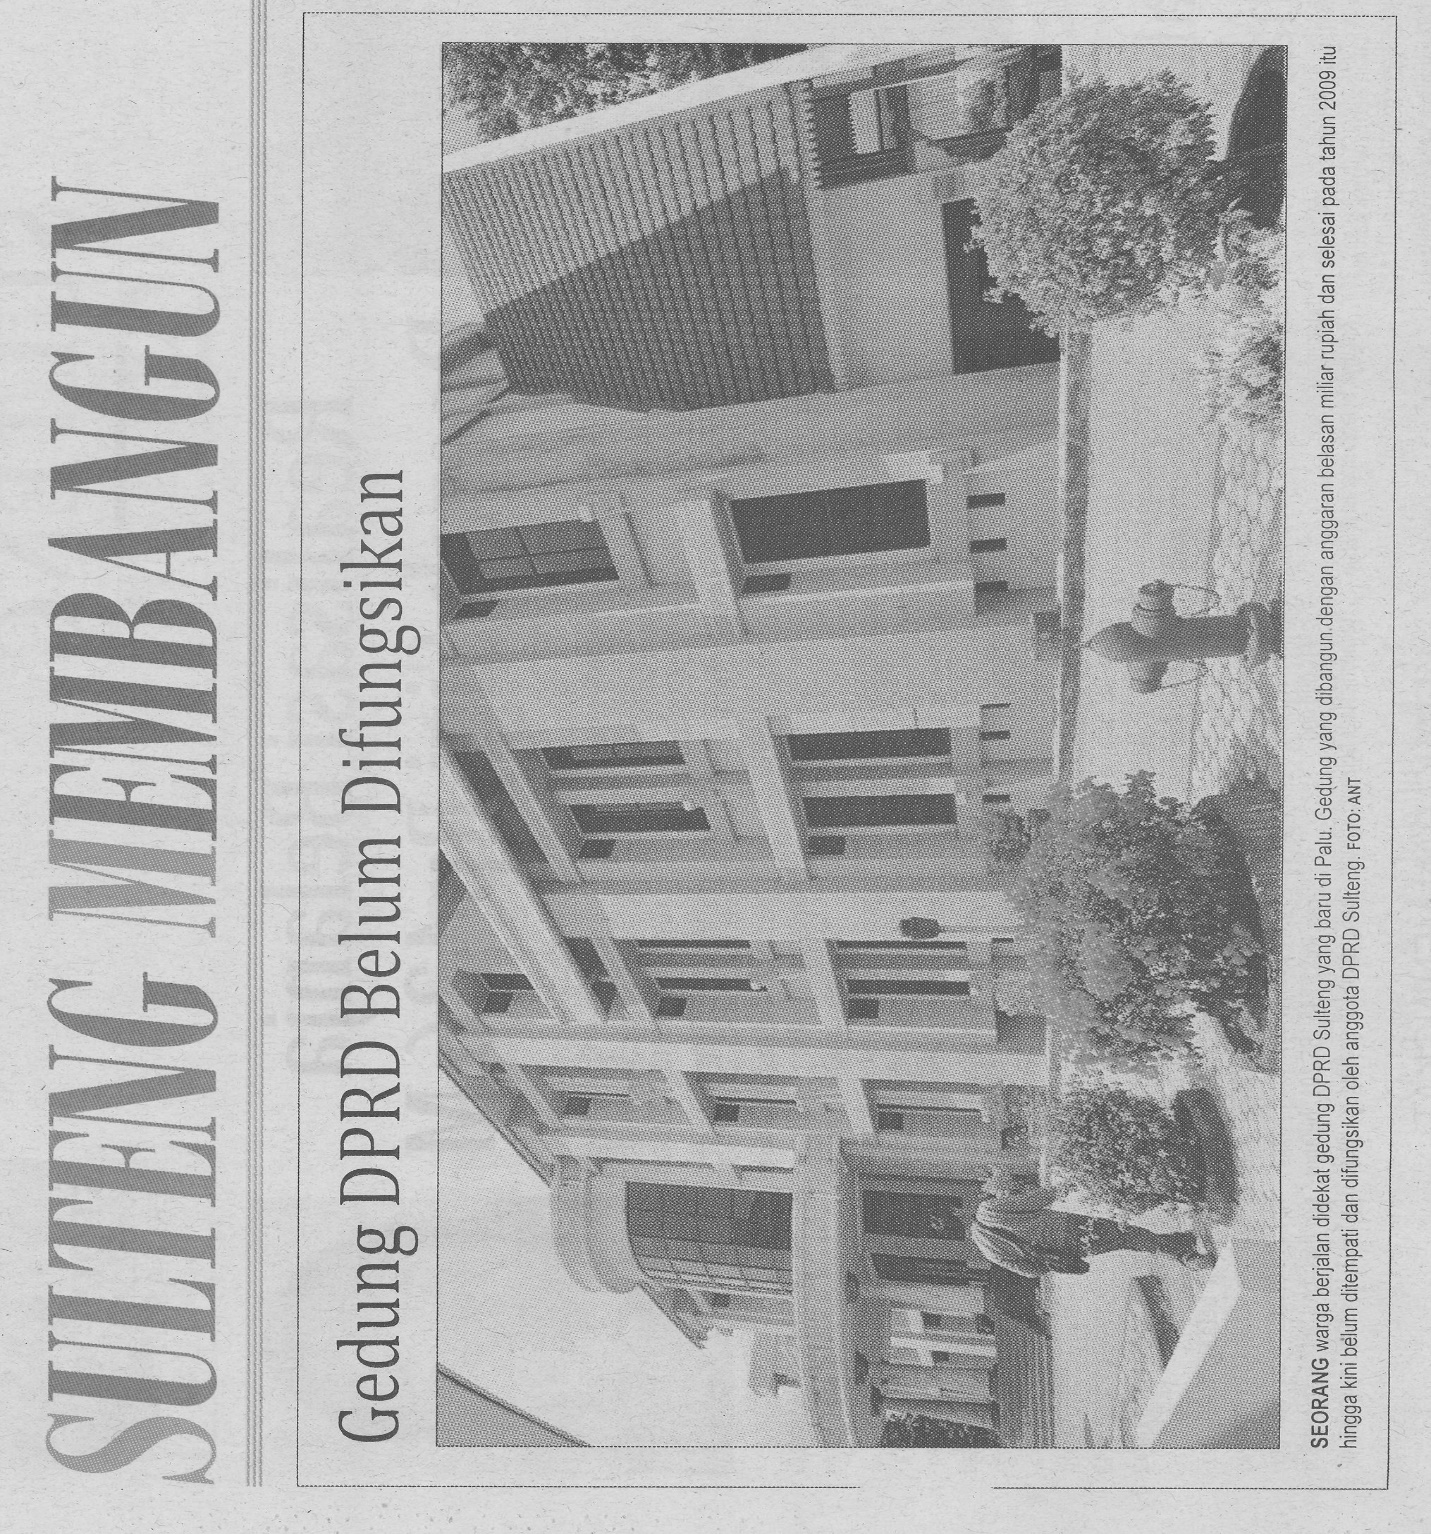 SULTENG MEMBANGUN
Gedung DPRD Belum Difungsikan
SEORANG warga berjalan didekat gedung DPRD Sulteng yang baru di Palu. Gedung yang dibangun dengan anggaran belasan miliar rupiah dan selesai pada tahun 2009 itu
hingga kini belum ditempati dan difungsikan oleh anggota DPRD Sulteng. FOTO: ANT